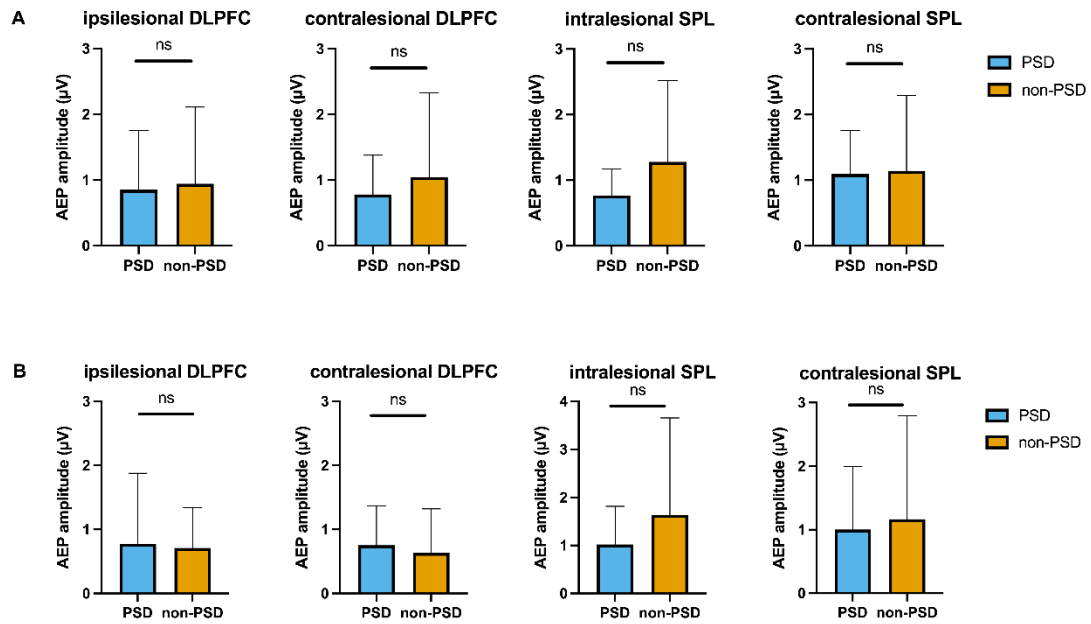 A
ipsilesional DLPFC
ns
AEP amplitude (µV)
3
2
1
0
PSD non-PSD
contralesional DLPFC
ns
AEP amplitude (µV)
3
2
1
0
PSD non-PSD
intralesional SPL
ns
AEP amplitude (µV)
3
2
1
0
PSD non-PSD
contralesional SPL
ns
AEP amplitude (µV)
3
2
1
0
PSD non-PSD
PSD
non-PSD
B
ipsilesional DLPFC
ns
AEP amplitude (µV)
3
2
1
0
PSD non-PSD
contralesional DLPFC
ns
AEP amplitude (µV)
3
2
1
0
PSD non-PSD
intralesional SPL
ns
AEP amplitude (µV)
4
3
2
1
0
PSD non-PSD
contralesional SPL
ns
AEP amplitude (µV)
3
2
1
0
PSD non-PSD
PSD
non-PSD